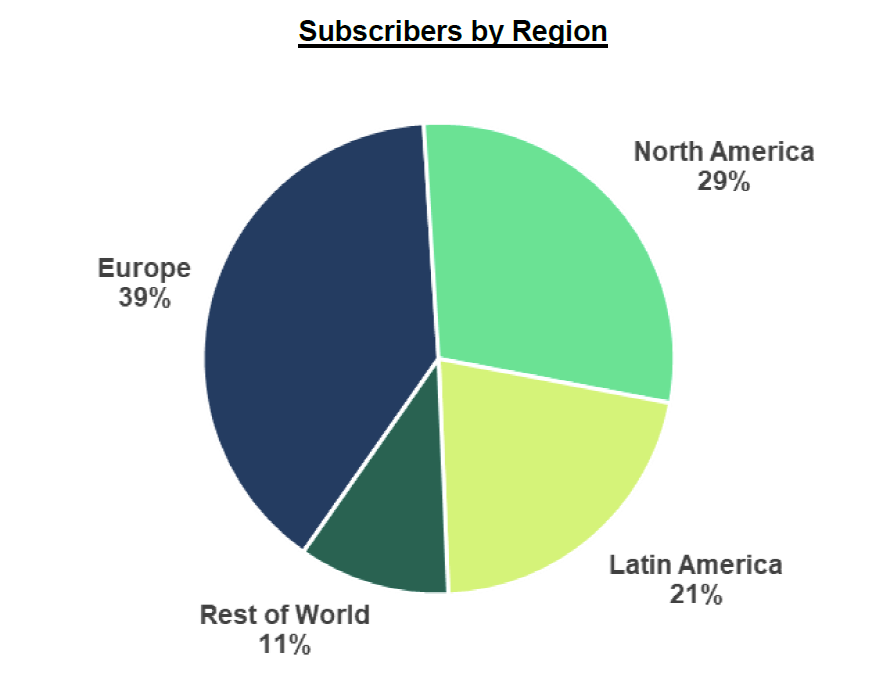 Subscribers by Region
North America
29%
Europe
39%
Latin America
21%
Rest of World
11%